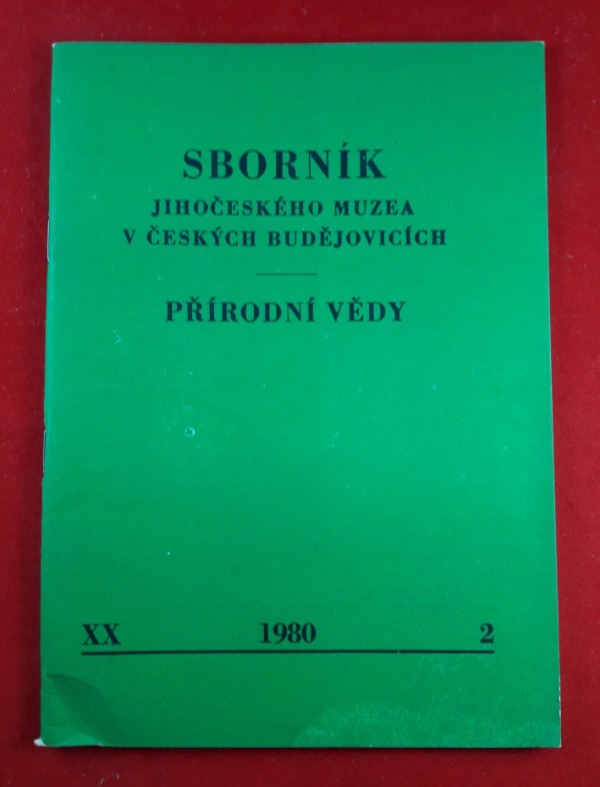 SBORNÍK
JIHOČESKÉHO MUZEA
V ČESKÝCH BUDĚJOVICÍCH
PŘÍRODNÍ VĚDY
XX 1980 2